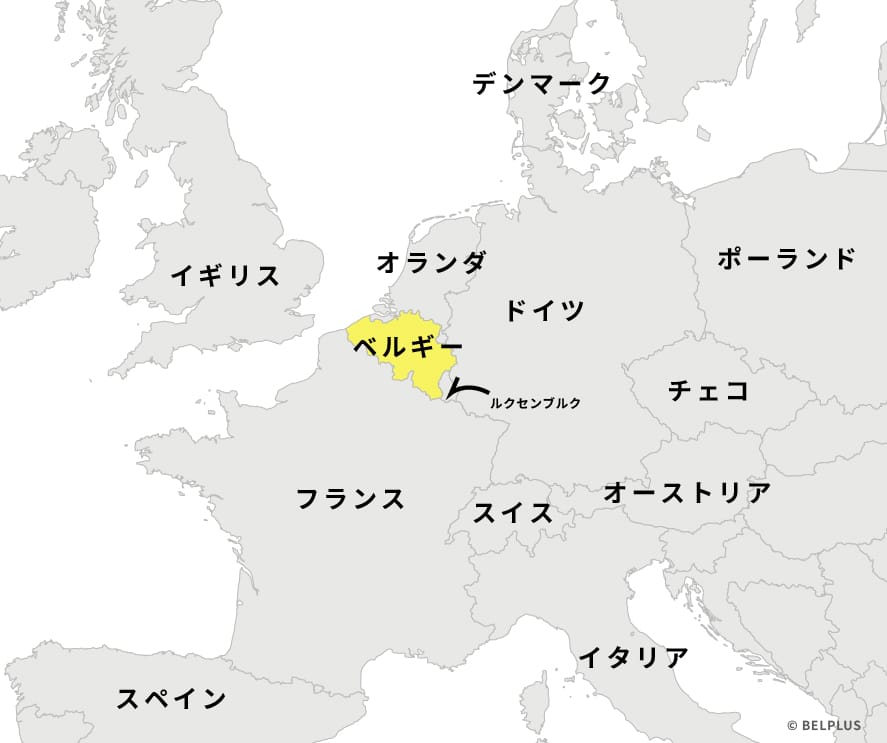 デンマーク
オランダ
ポーランド
イギリス
ドイツ
ベルギー
チェコ
ルクセンブルク
フランス
スイス
オーストリア
イタリア
スペイン
© BELPLUS